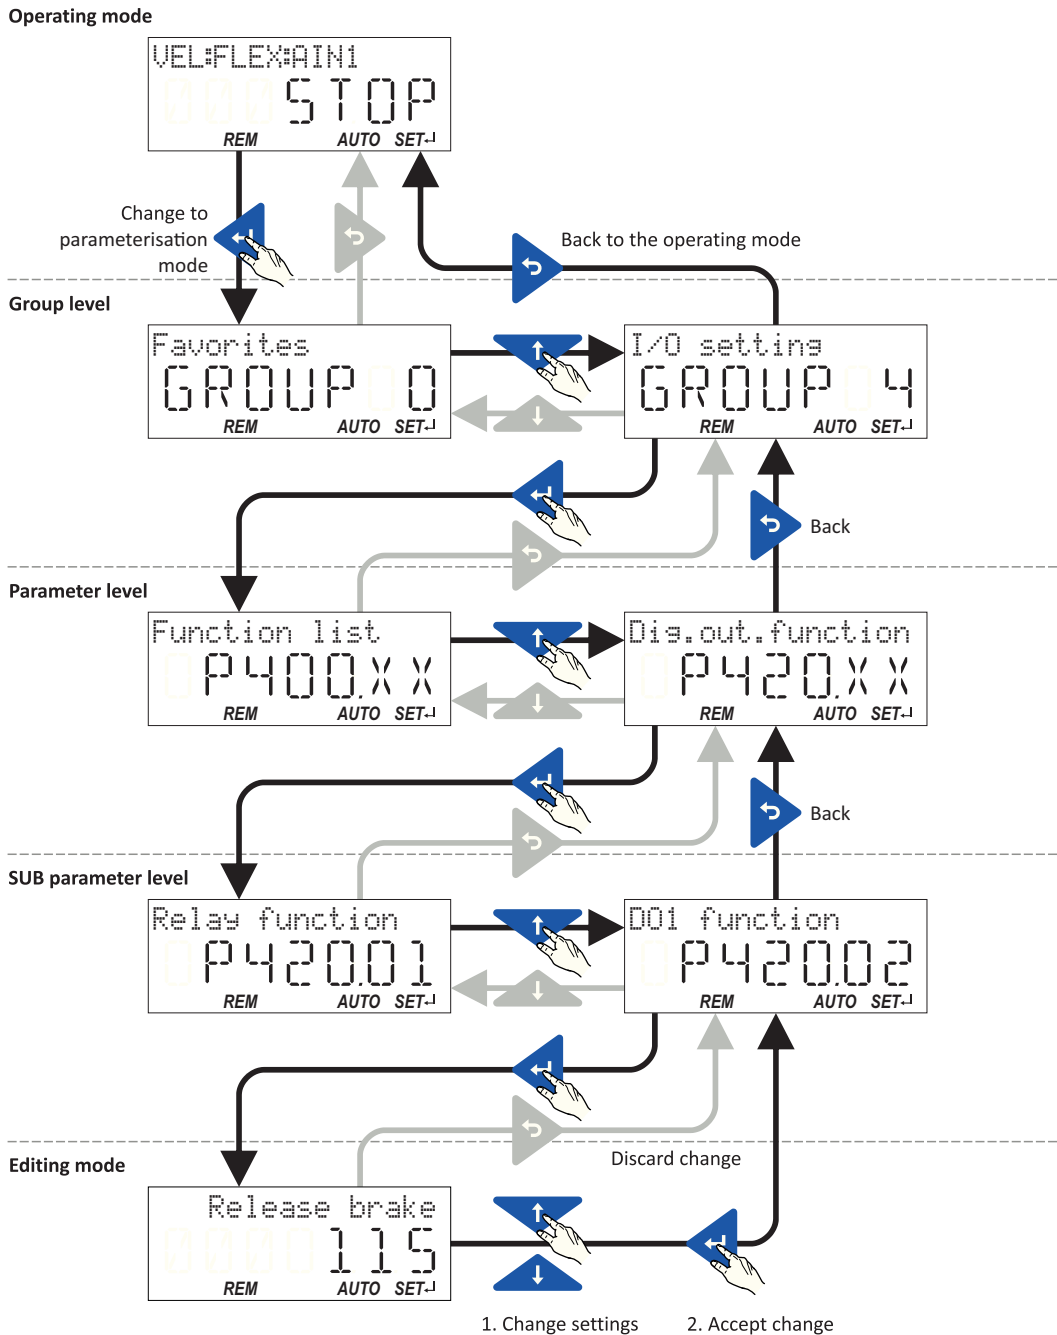 Operating mode
VEL:FLEX:AIN1
STOP
REM AUTO SET↵
Change to
parameterisation
mode
Back to the operating mode
Group level
Favorites
GROUP 0
REM AUTO SET↵
I/O setting
GROUP 4
REM AUTO SET↵
Back
Parameter level
Function list
P400.XX
REM AUTO SET↵
Dig.out.function
P420.XX
REM AUTO SET↵
Back
SUB parameter level
Relay function
P420.01
REM AUTO SET↵
DO1 function
P420.02
REM AUTO SET↵
Discard change
Editing mode
Release brake
115
REM AUTO SET↵
1. Change settings
2. Accept change